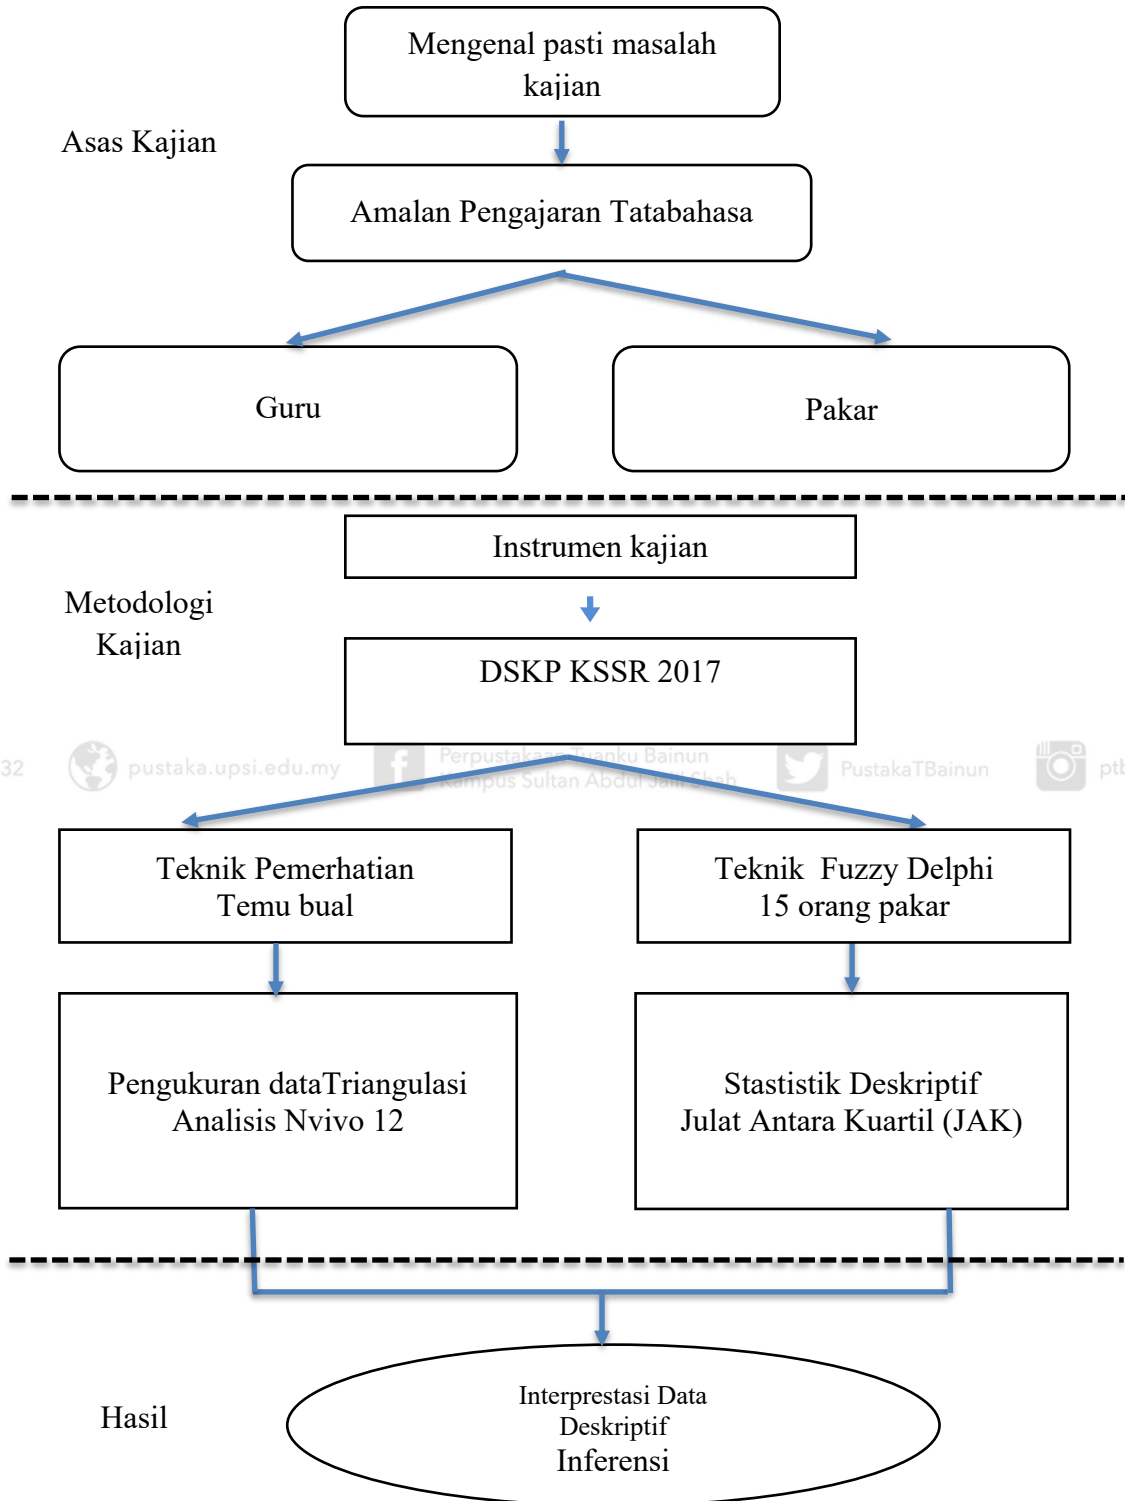 Mengenal pasti masalah
kajian
Asas Kajian
Amalan Pengajaran Tatabahasa
Guru
Pakar
Instrumen kajian
Metodologi
Kajian
DSKP KSSR 2017
32
pustaka.upsi.edu.my
Perpustakaan Tuanku Bainun
Kampus Sultan Abdul Jalil Shah
PustakaTBainun
ptb
Teknik Pemerhatian
Temu bual
Teknik  Fuzzy Delphi
15 orang pakar
Pengukuran dataTriangulasi
Analisis Nvivo 12
Stastistik Deskriptif
Julat Antara Kuartil (JAK)
Hasil
Interprestasi Data
Deskriptif
Inferensi